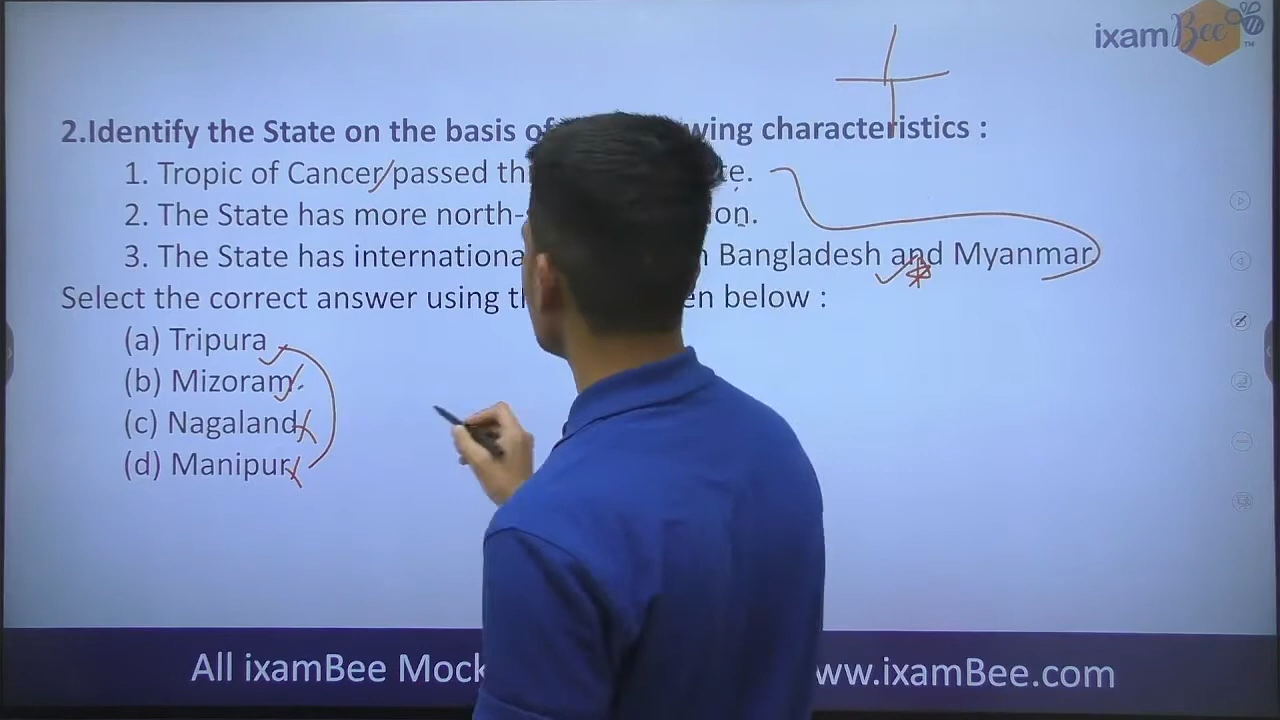 ixamBee™
2.Identify the State on the basis of wing characteristics :
1. Tropic of Cancer passed th te.
2. The State has more north- on.
3. The State has internationa Bangladesh and Myanmar
Select the correct answer using t en below :
(a) Tripura
(b) Mizoram
(c) Nagaland
(d) Manipur
All ixamBee Mock ww.ixamBee.com